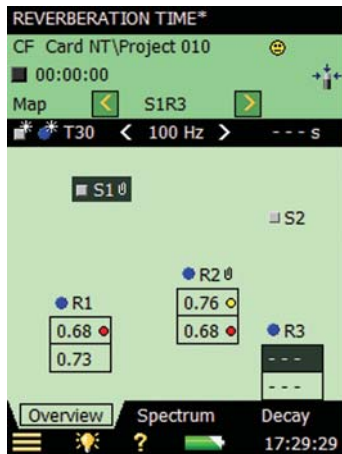 REVERBERATION TIME*
CF Card NT\Project 010
00:00:00
Map < S1R3 >
T30 < 100 Hz > - - - s
S1
S2
R2
R1 0.76
0.68 0.68 R3
0.73 - - -
- - -
Overview Spectrum Decay
? 17:29:29